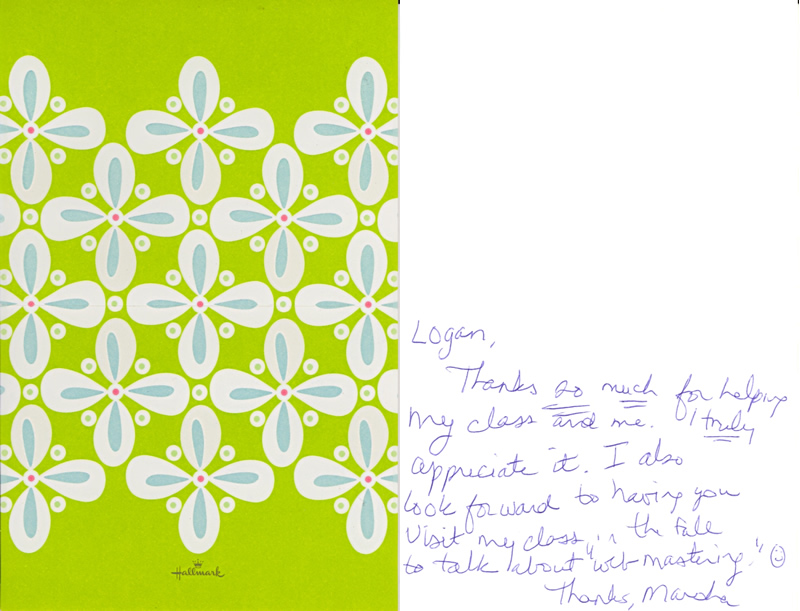 Hallmark
Logan,
Thanks so much for helping
my class and me. I truly
appreciate it. I also
look forward to having you
visit my class in the fall
to talk about "web mastering." ☺
Thanks, Marsha